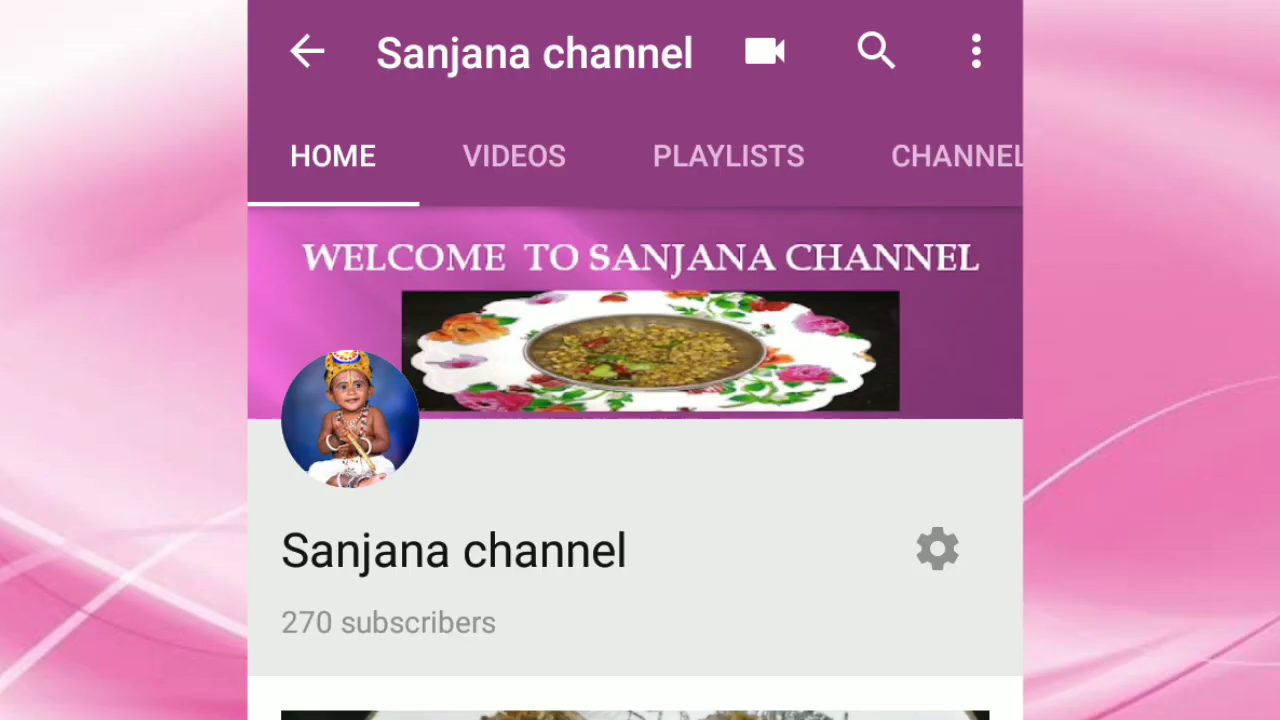 Sanjana channel
HOME VIDEOS PLAYLISTS CHANNEL
WELCOME TO SANJANA CHANNEL
Sanjana channel
270 subscribers